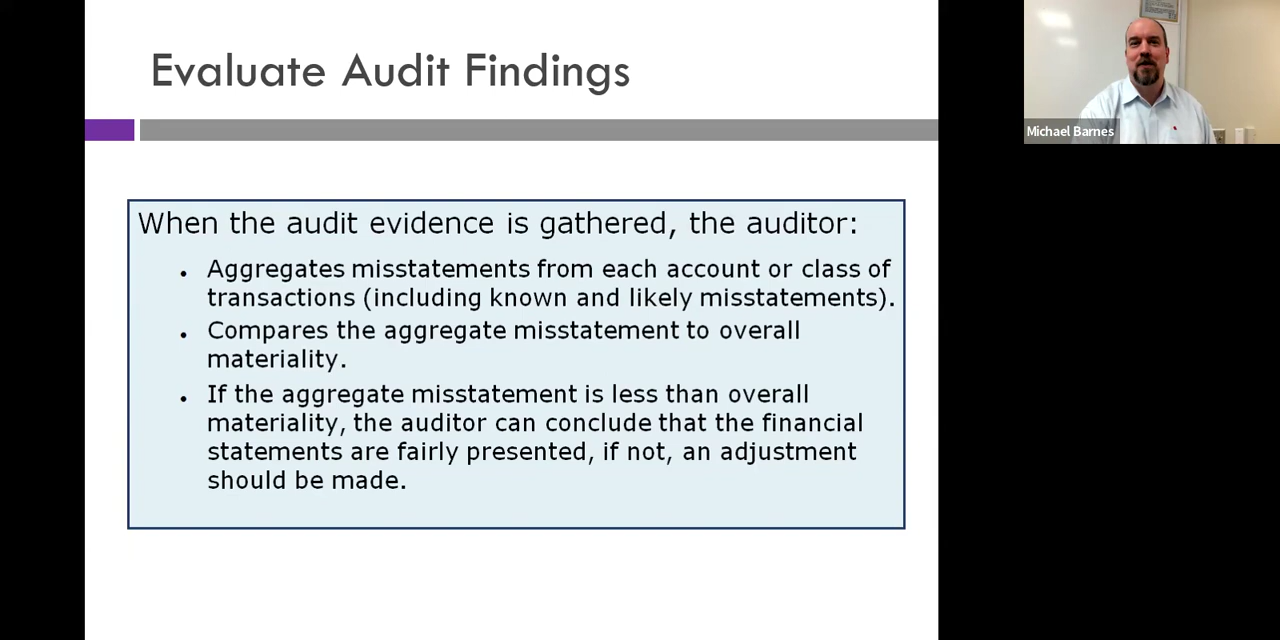 Evaluate Audit Findings
Michael Barnes
When the audit evidence is gathered, the auditor:
• Aggregates misstatements from each account or class of
transactions (including known and likely misstatements).
• Compares the aggregate misstatement to overall
materiality.
• If the aggregate misstatement is less than overall
materiality, the auditor can conclude that the financial
statements are fairly presented, if not, an adjustment
should be made.